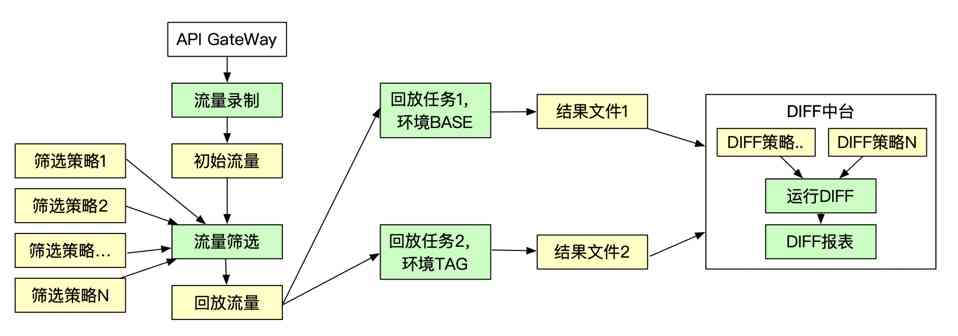 API GateWay
流量录制
初始流量
筛选策略1
筛选策略2
筛选策略...
筛选策略N
流量筛选
回放流量
回放任务1,
环境BASE
结果文件1
回放任务2,
环境TAG
结果文件2
DIFF中台
DIFF策略..
DIFF策略N
运行DIFF
DIFF报表